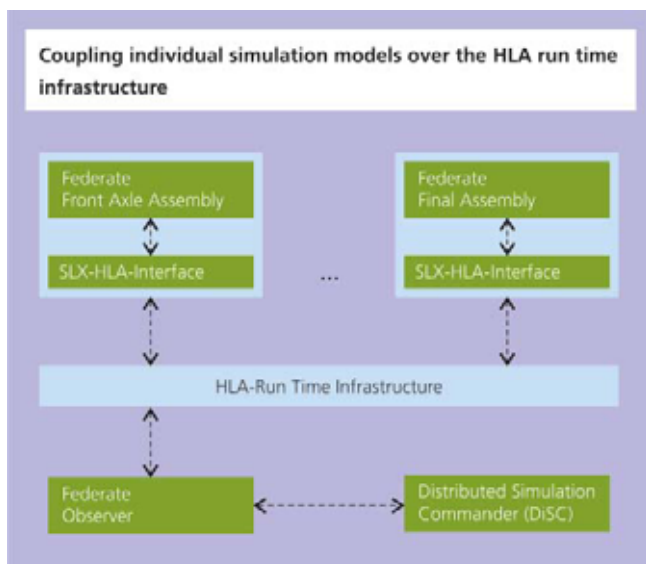 Coupling individual simulation models over the HLA run time
infrastructure
Federate
Front Axle Assembly
SLX-HLA-Interface
...
Federate
Final Assembly
SLX-HLA-Interface
HLA-Run Time Infrastructure
Federate
Observer
Distributed Simulation
Commander (DiSC)